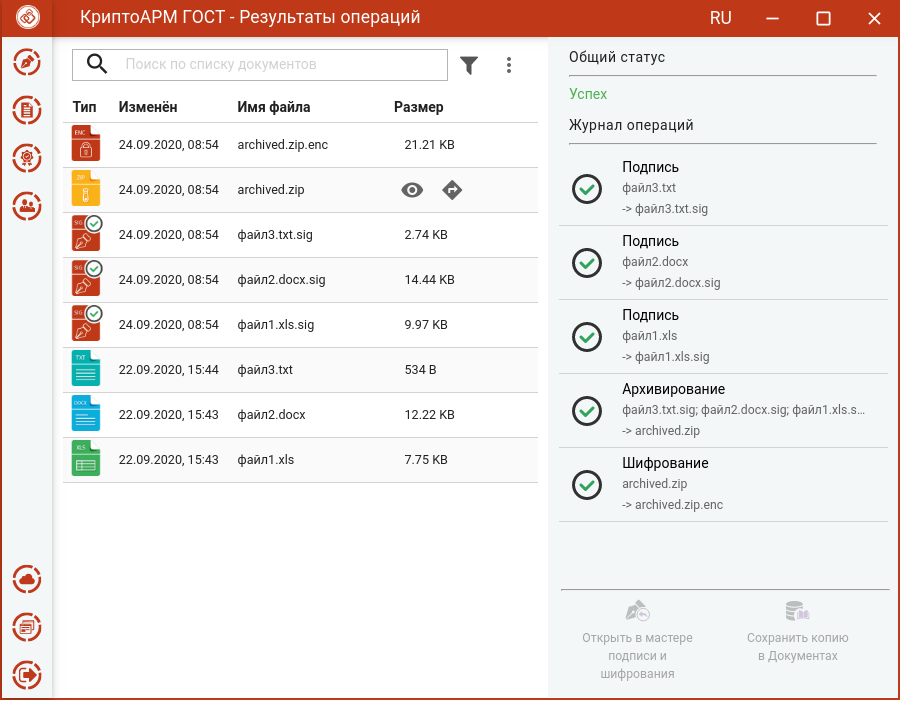 КриптоАРМ ГОСТ - Результаты операций
RU
Поиск по списку документов
Тип Изменён Имя файла Размер
ENC 24.09.2020, 08:54 archived.zip.enc 21.21 KB
ZIP 24.09.2020, 08:54 archived.zip
SIG 24.09.2020, 08:54 файл3.txt.sig 2.74 KB
SIG 24.09.2020, 08:54 файл2.docx.sig 14.44 KB
SIG 24.09.2020, 08:54 файл1.xls.sig 9.97 KB
TXT 22.09.2020, 15:44 файл3.txt 534 B
DOCX 22.09.2020, 15:43 файл2.docx 12.22 KB
XLS 22.09.2020, 15:43 файл1.xls 7.75 KB
Общий статус
Успех
Журнал операций
Подпись
файл3.txt
-> файл3.txt.sig
Подпись
файл2.docx
-> файл2.docx.sig
Подпись
файл1.xls
-> файл1.xls.sig
Архивирование
файл3.txt.sig; файл2.docx.sig; файл1.xls.s...
-> archived.zip
Шифрование
archived.zip
-> archived.zip.enc
Открыть в мастере
подписи и
шифрования
Сохранить копию
в Документах